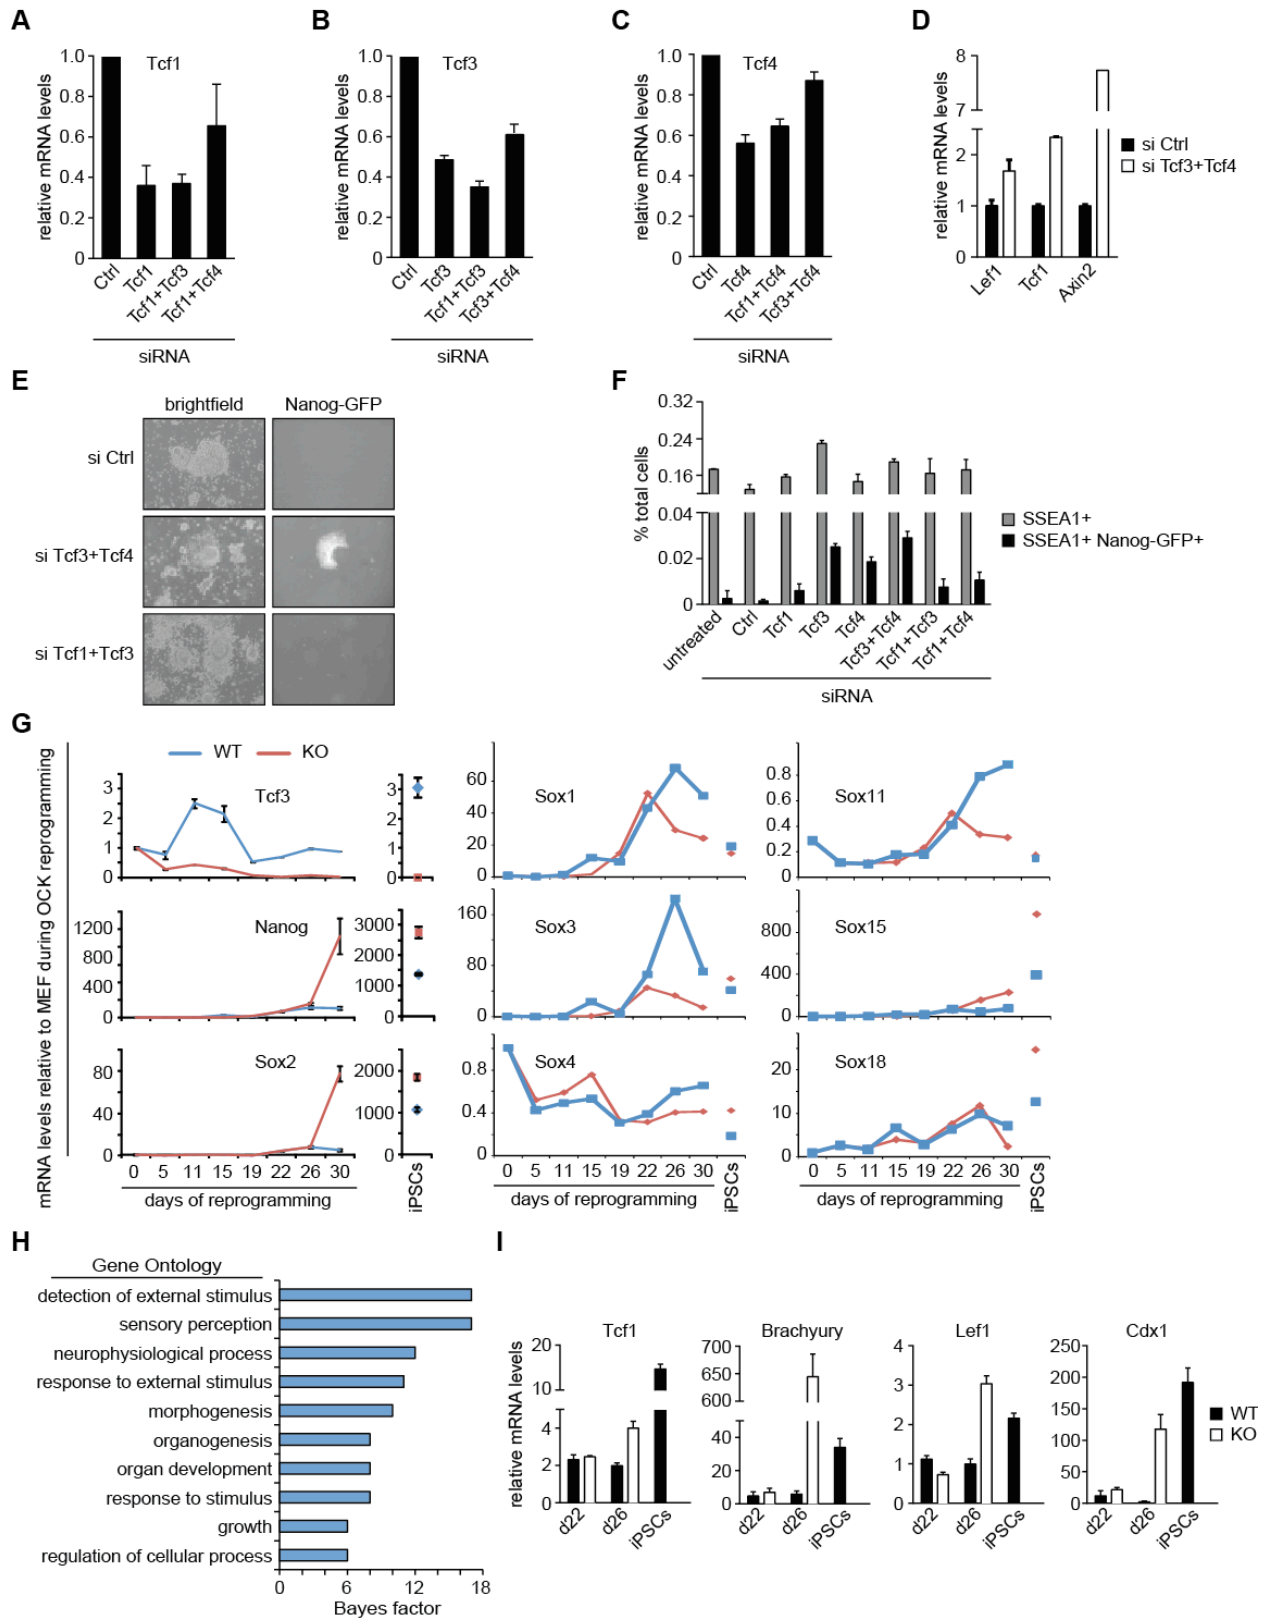 A
B
C
D
relative mRNA levels
1.0
0.8
0.6
0.4
0.2
0
Tcf1
Ctrl
Tcf1
Tcf1+Tcf3
Tcf1+Tcf4
siRNA
relative mRNA levels
1.0
0.8
0.6
0.4
0.2
0
Tcf3
Ctrl
Tcf3
Tcf1+Tcf3
Tcf3+Tcf4
siRNA
relative mRNA levels
1.0
0.8
0.6
0.4
0.2
0
Tcf4
Ctrl
Tcf4
Tcf1+Tcf4
Tcf3+Tcf4
siRNA
relative mRNA levels
8
7
2
1
0
Lef1
Tcf1
Axin2
si Ctrl
si Tcf3+Tcf4
E
brightfield
Nanog-GFP
si Ctrl
si Tcf3+Tcf4
si Tcf1+Tcf3
F
% total cells
0.32
0.24
0.16
0.04
0.02
0
untreated
Ctrl
Tcf1
Tcf3
Tcf4
Tcf3+Tcf4
Tcf1+Tcf3
Tcf1+Tcf4
siRNA
SSEA1+
SSEA1+ Nanog-GFP+
G
mRNA levels relative to MEF during OCK reprogramming
WT
KO
Tcf3
3
2
1
0
3
2
1
0
Nanog
1200
800
400
0
3000
2000
1000
0
Sox2
80
40
0
2000
1000
0
0 5 11 15 19 22 26 30
days of reprogramming
iPSCs
Sox1
60
40
20
0
Sox3
160
80
0
Sox4
0.8
0.4
0
0 5 11 15 19 22 26 30
days of reprogramming
iPSCs
Sox11
0.8
0.6
0.4
0.2
0
Sox15
800
400
0
Sox18
20
10
0
0 5 11 15 19 22 26 30
days of reprogramming
iPSCs
H
Gene Ontology
detection of external stimulus
sensory perception
neurophysiological process
response to external stimulus
morphogenesis
organogenesis
organ development
response to stimulus
growth
regulation of cellular process
0 6 12 18
Bayes factor
I
relative mRNA levels
Tcf1
20
10
4
2
0
d22
d26
iPSCs
Brachyury
700
650
600
40
20
0
d22
d26
iPSCs
Lef1
4
3
2
1
0
d22
d26
iPSCs
Cdx1
250
200
150
100
50
0
d22
d26
iPSCs
WT
KO